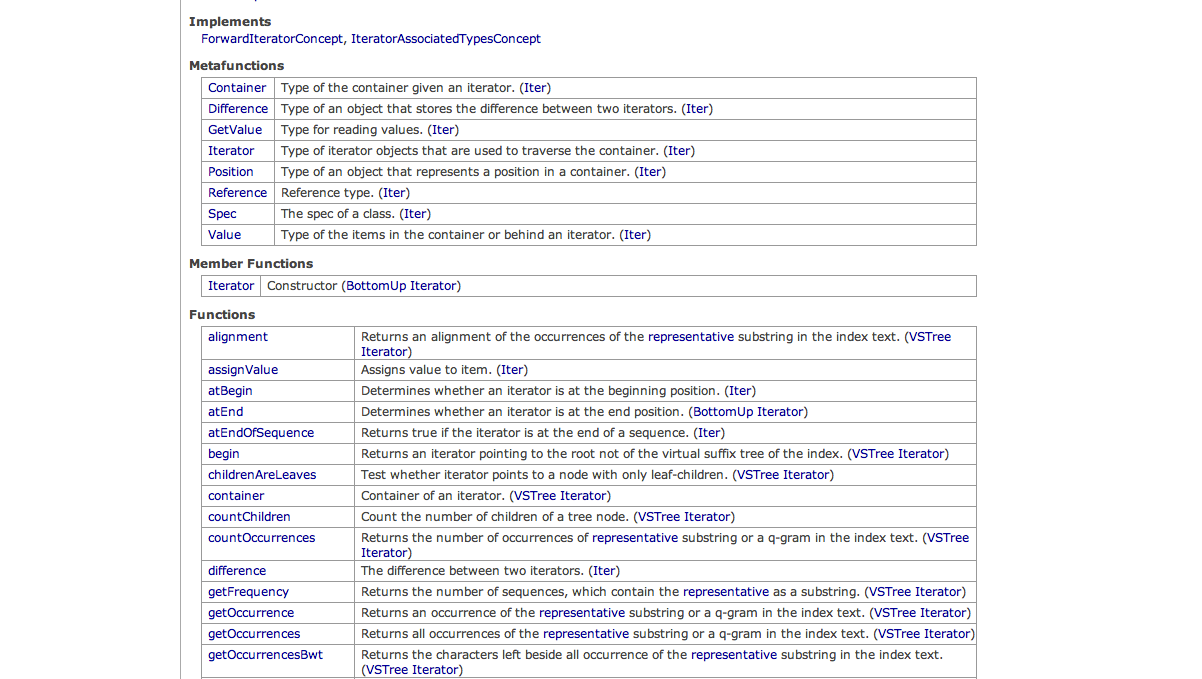 Implements
ForwardIteratorConcept, IteratorAssociatedTypesConcept
Metafunctions
Container Type of the container given an iterator. (Iter)
Difference Type of an object that stores the difference between two iterators. (Iter)
GetValue Type for reading values. (Iter)
Iterator Type of iterator objects that are used to traverse the container. (Iter)
Position Type of an object that represents a position in a container. (Iter)
Reference Reference type. (Iter)
Spec The spec of a class. (Iter)
Value Type of the items in the container or behind an iterator. (Iter)
Member Functions
Iterator Constructor (BottomUp Iterator)
Functions
alignment Returns an alignment of the occurrences of the representative substring in the index text. (VSTree
Iterator)
assignValue Assigns value to item. (Iter)
atBegin Determines whether an iterator is at the beginning position. (Iter)
atEnd Determines whether an iterator is at the end position. (BottomUp Iterator)
atEndOfSequence Returns true if the iterator is at the end of a sequence. (Iter)
begin Returns an iterator pointing to the root not of the virtual suffix tree of the index. (VSTree Iterator)
childrenAreLeaves Test whether iterator points to a node with only leaf-children. (VSTree Iterator)
container Container of an iterator. (VSTree Iterator)
countChildren Count the number of children of a tree node. (VSTree Iterator)
countOccurrences Returns the number of occurrences of representative substring or a q-gram in the index text. (VSTree
Iterator)
difference The difference between two iterators. (Iter)
getFrequency Returns the number of sequences, which contain the representative as a substring. (VSTree Iterator)
getOccurrence Returns an occurrence of the representative substring or a q-gram in the index text. (VSTree Iterator)
getOccurrences Returns all occurrences of the representative substring or a q-gram in the index text. (VSTree Iterator)
getOccurrencesBwt Returns the characters left beside all occurrence of the representative substring in the index text.
(VSTree Iterator)